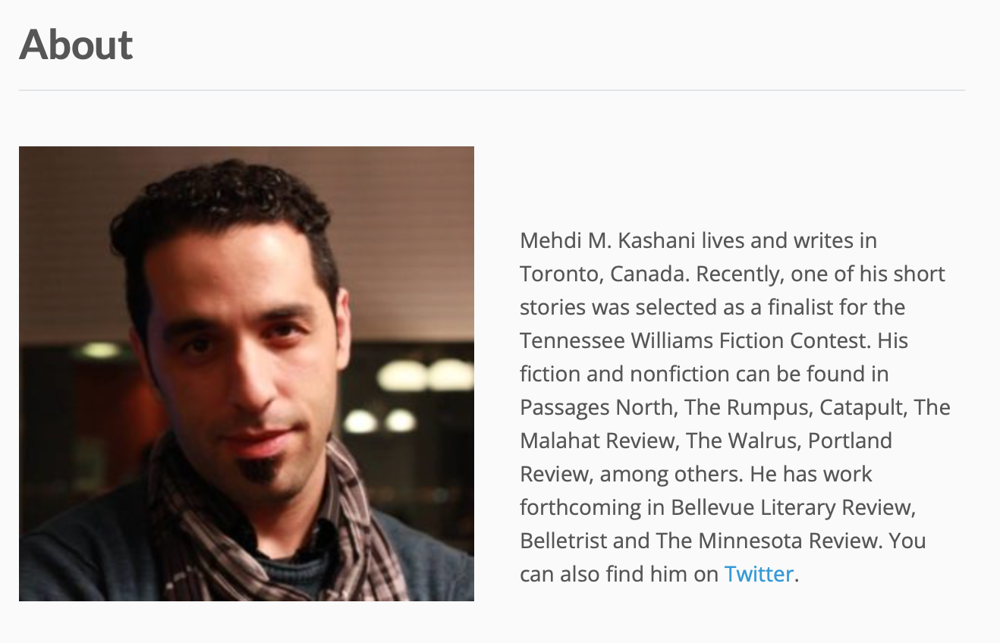 About
Mehdi M. Kashani lives and writes in
Toronto, Canada. Recently, one of his short
stories was selected as a finalist for the
Tennessee Williams Fiction Contest. His
fiction and nonfiction can be found in
Passages North, The Rumpus, Catapult, The
Malahat Review, The Walrus, Portland
Review, among others. He has work
forthcoming in Bellevue Literary Review,
Belletrist and The Minnesota Review. You
can also find him on Twitter.